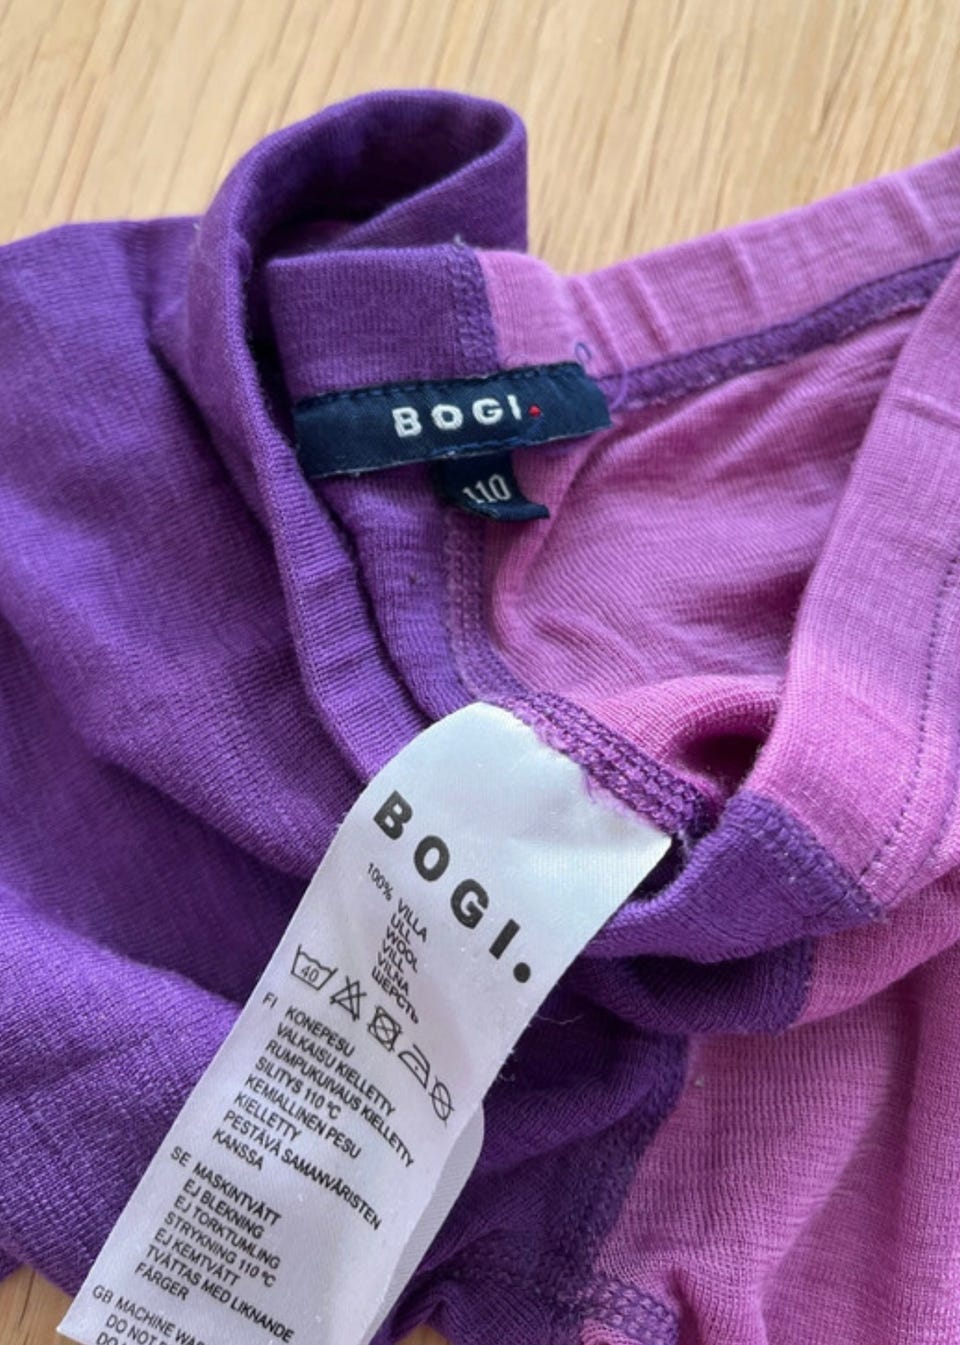 BOGI.
110
BOGI.
100% VILLA
ULL
WOOL
VILL
VILNA
ШЕРСТЬ
40
FI KONEPESU
VALKAISU KIELLETTY
RUMPUKUIVAUS KIELLETTY
SILITYS 110 °C
KEMIALLINEN PESU
KIELLETTY
PESTÄVÄ SAMANVÄRISTEN
KANSSA
SE MASKINTVÄTT
EJ BLEKNING
EJ TORKTUMLING
STRYKNING 110 °C
EJ KEMTVÄTT
TVÄTTAS MED LIKNANDE
FÄRGER
GB MACHINE
DO NOT